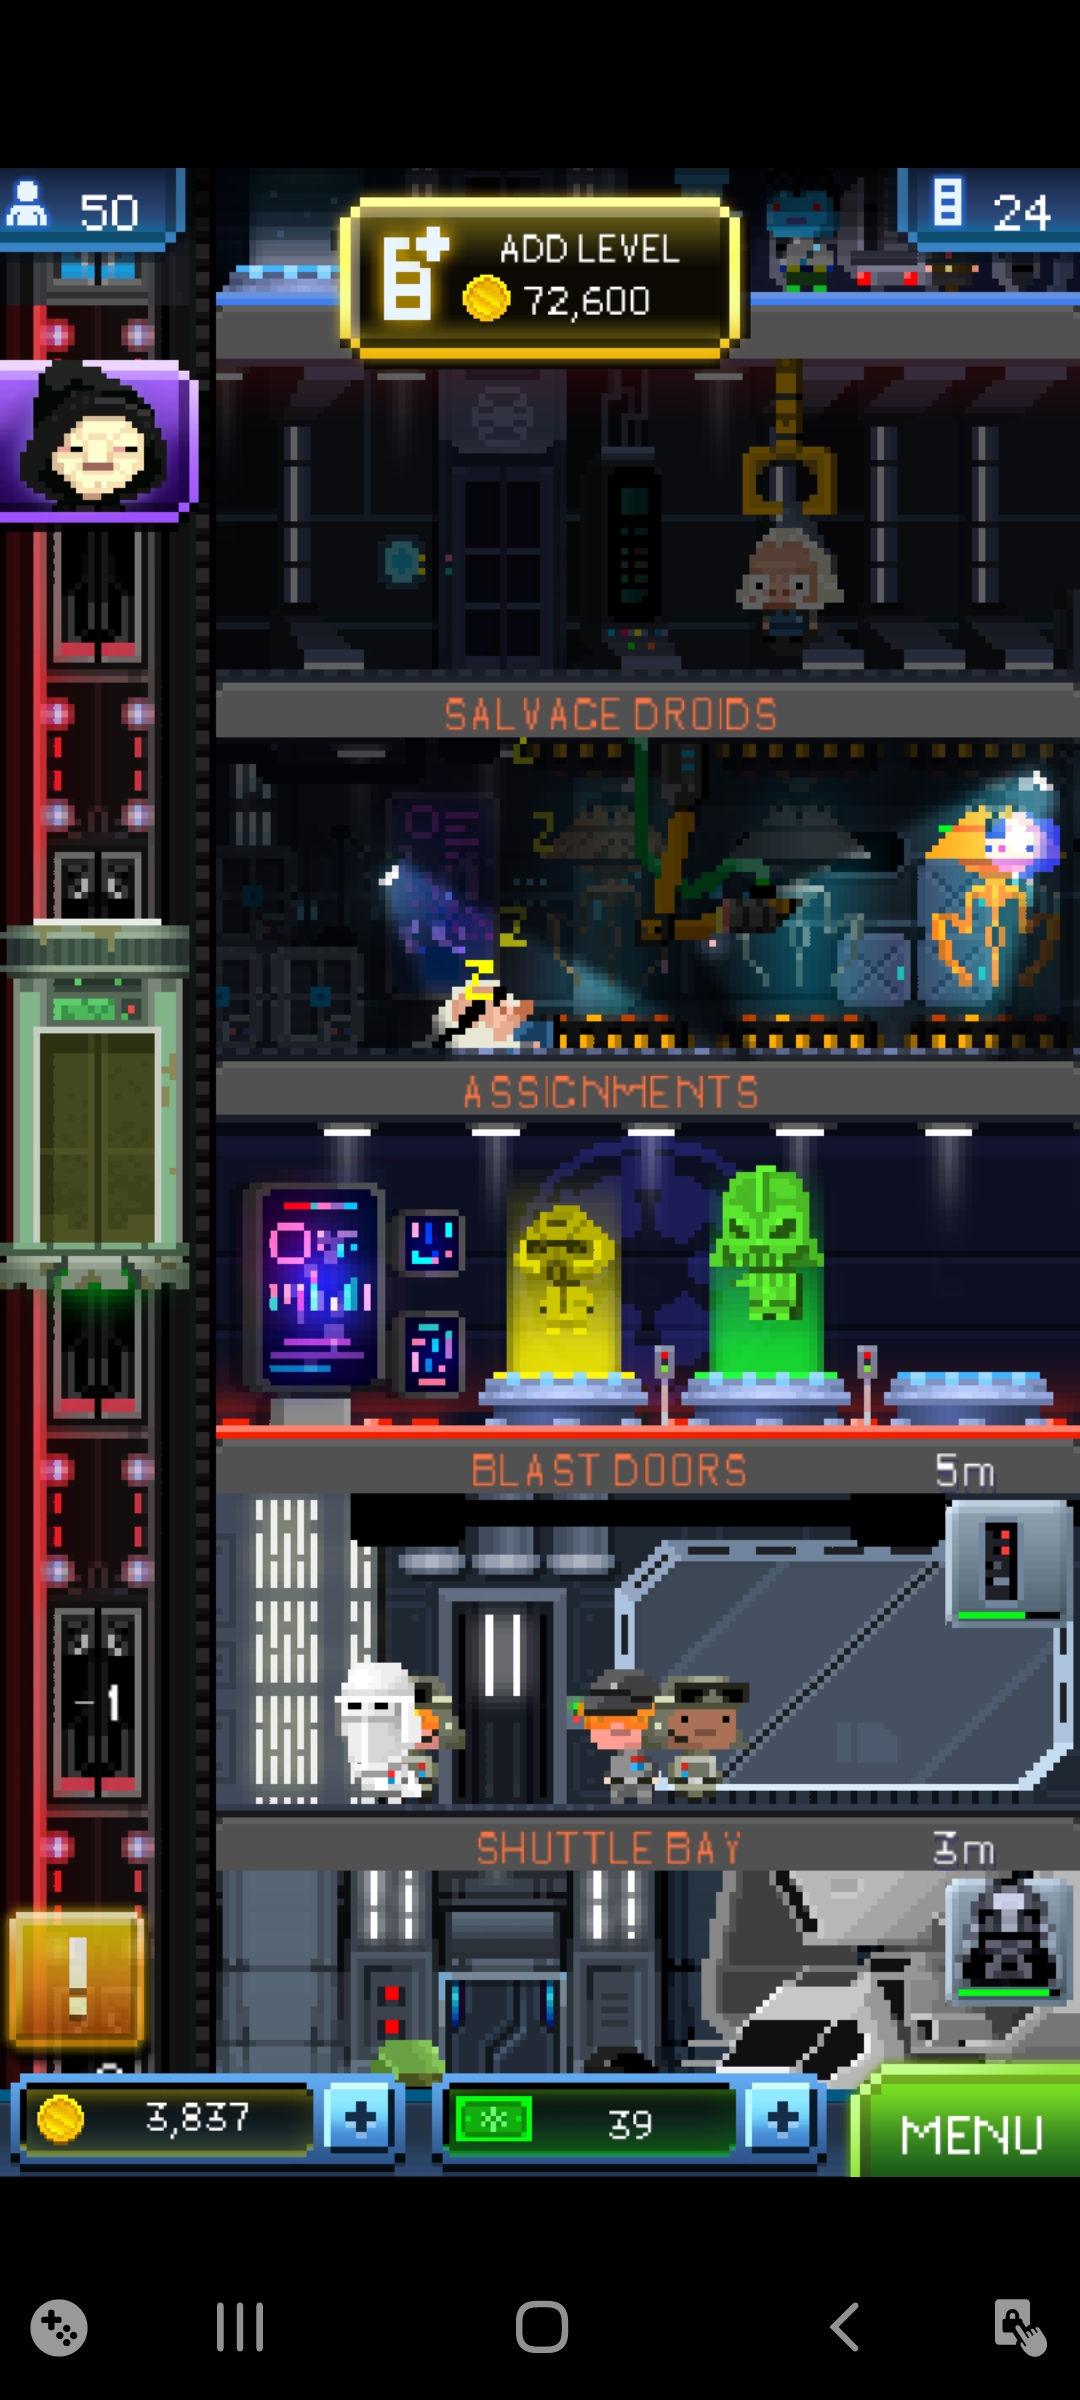 50
24
ADD LEVEL
72,600
SALVAGE DROIDS
Z
Z
Z
Z
ASSIGNMENTS
BLAST DOORS 5m
-1
SHUTTLE BAY 3m
!
3,837
39
MENU